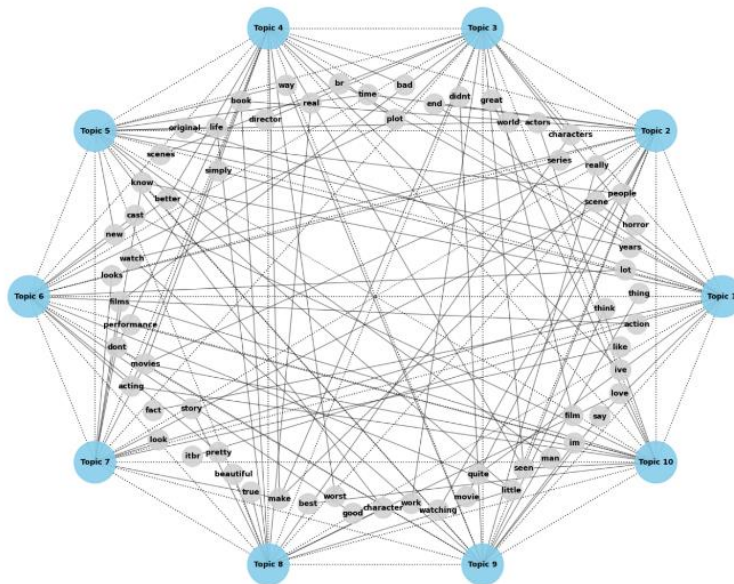 Topic 4
Topic 3
way
br
bad
time
book
real
end
didnt
great
director
plot
original
life
world
actors
Topic 5
Topic 2
characters
scenes
series
really
simply
know
better
people
scene
cast
horror
new
years
watch
looks
lot
Topic 6
thing
Topic 1
films
think
performance
action
dont
like
movies
ive
acting
love
fact
story
film
say
look
im
itbr
pretty
man
Topic 7
Topic 10
beautiful
quite
seen
true
make
little
best
worst
good
character
work
watching
movie
Topic 8
Topic 9